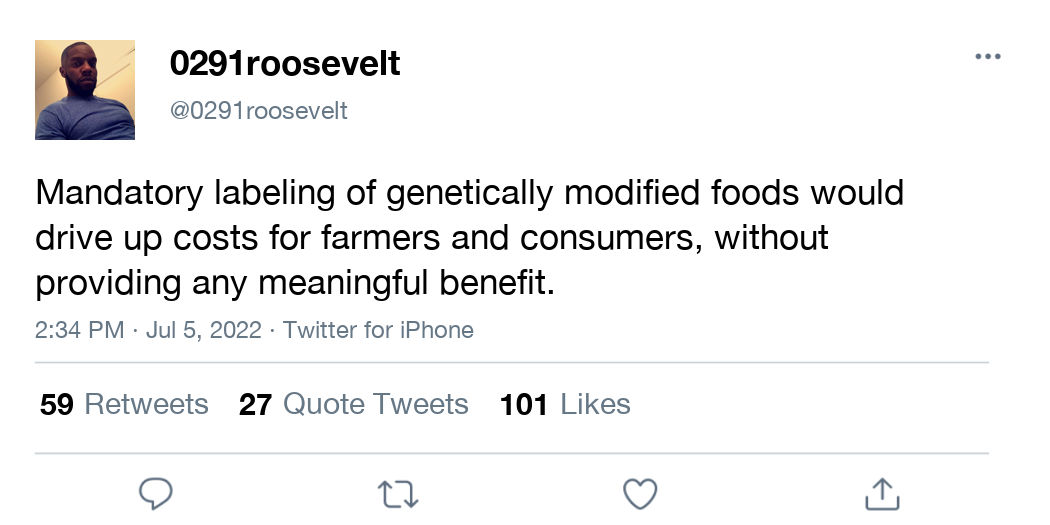 0291roosevelt
@0291roosevelt
Mandatory labeling of genetically modified foods would
drive up costs for farmers and consumers, without
providing any meaningful benefit.
2:34 PM · Jul 5, 2022 · Twitter for iPhone
59 Retweets 27 Quote Tweets 101 Likes